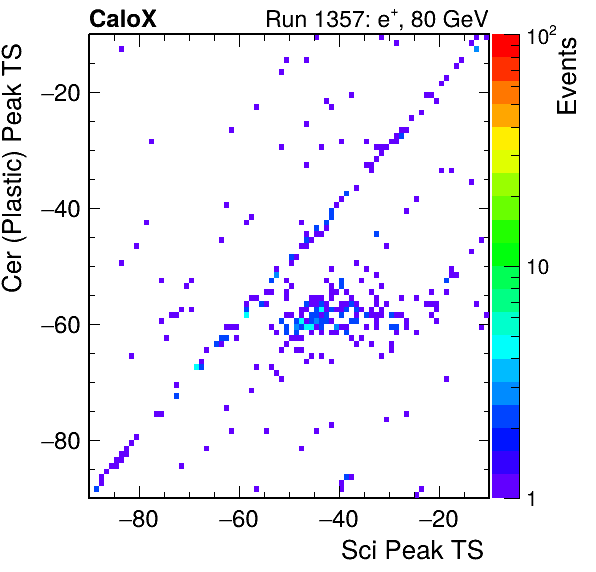 CaloX Run 1357: e⁺, 80 GeV
Cer (Plastic) Peak TS
−20
−40
−60
−80
−80 −60 −40 −20
Sci Peak TS
10²
10
1
Events